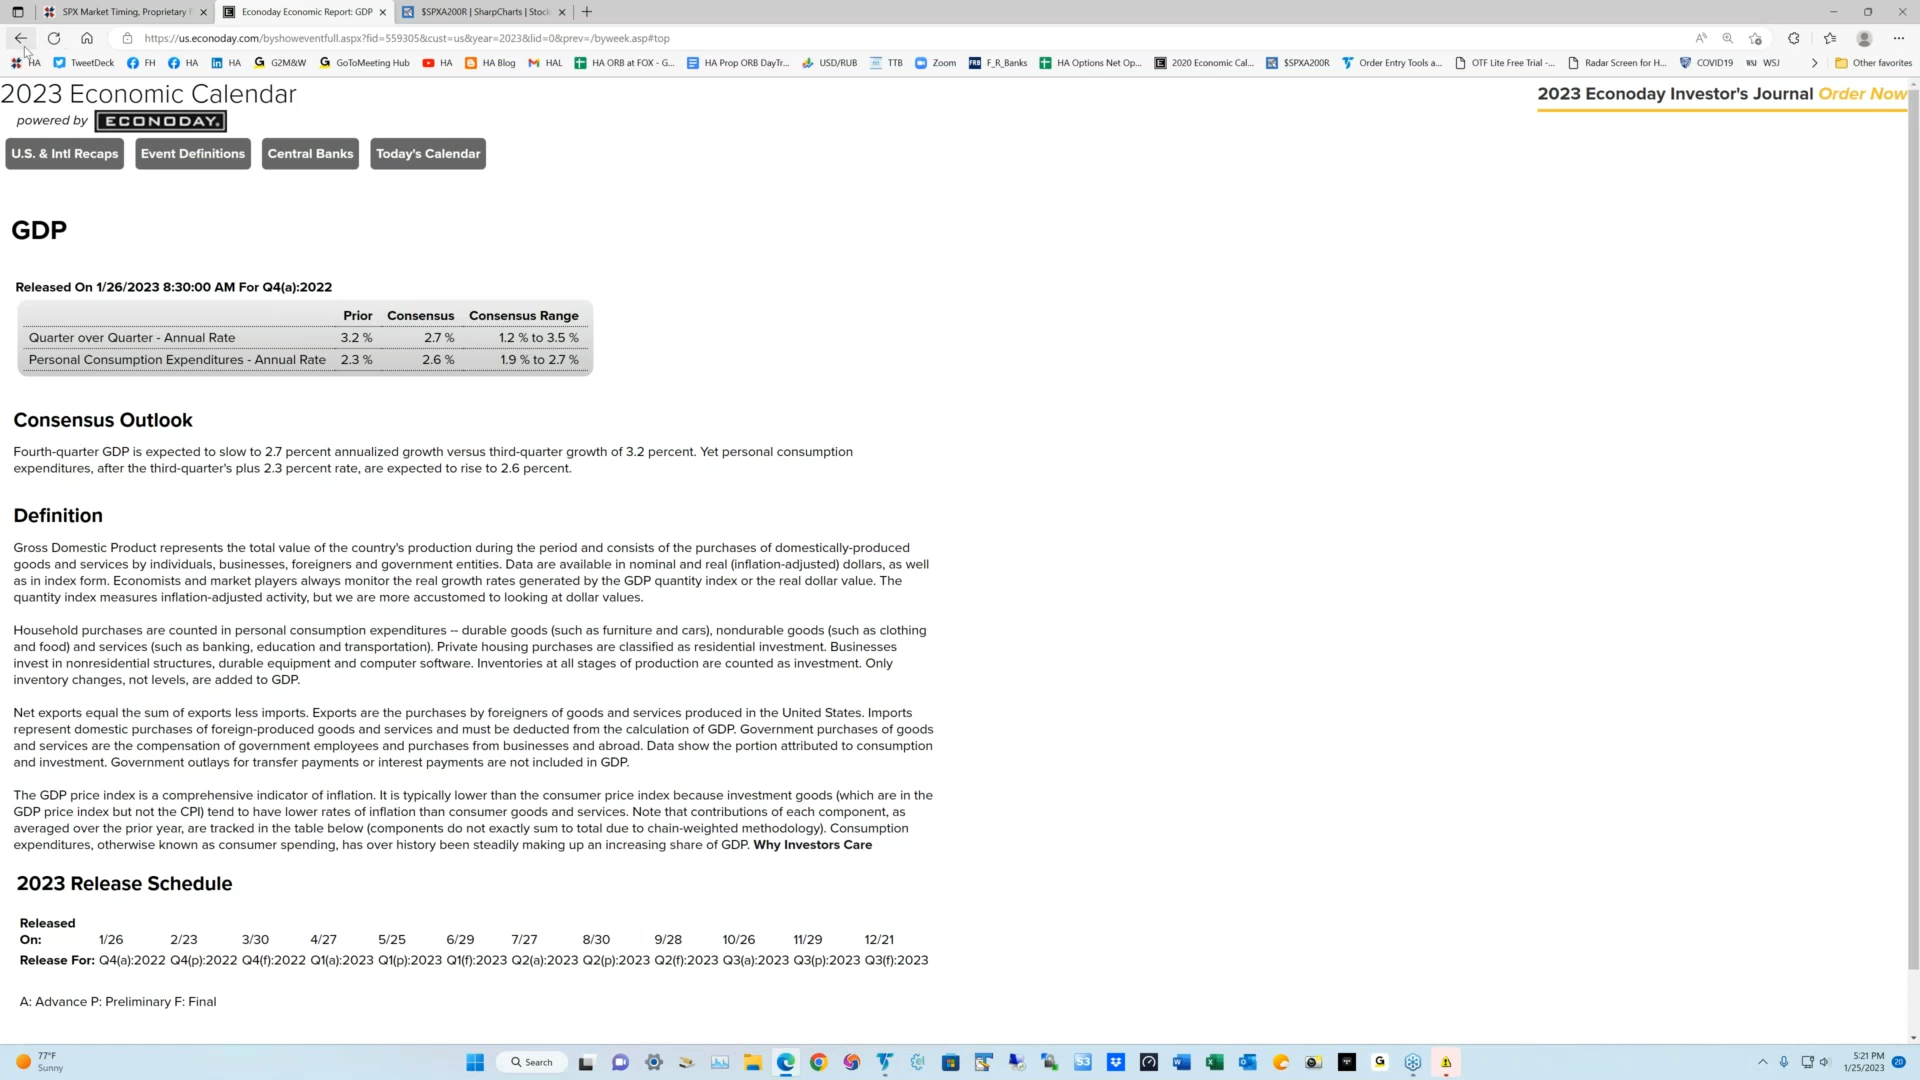 SPX Market Timing, Proprietary
Econoday Economic Report: GDP
$SPXA200R | SharpCharts | Stock
https://us.econoday.com/byshoweventfull.aspx?fid=559305&cust=us&year=2023&lid=0&prev=/byweek.asp#top
HA
TweetDeck
FH
HA
HA
G2M&W
GoToMeeting Hub
HA
HA Blog
HAL
HA ORB at FOX - G...
HA Prop ORB DayTr...
USD/RUB
TTB
Zoom
F_R_Banks
HA Options Net Op...
2020 Economic Cal...
$SPXA200R
Order Entry Tools a...
OTF Lite Free Trial -...
Radar Screen for H...
COVID19
WSJ WSJ
Other favorites
2023 Economic Calendar
powered by ECONODAY.
2023 Econoday Investor's Journal Order Now
U.S. & Intl Recaps
Event Definitions
Central Banks
Today's Calendar
GDP
Released On 1/26/2023 8:30:00 AM For Q4(a):2022
Prior Consensus Consensus Range
Quarter over Quarter - Annual Rate 3.2 % 2.7 % 1.2 % to 3.5 %
Personal Consumption Expenditures - Annual Rate 2.3 % 2.6 % 1.9 % to 2.7 %
Consensus Outlook
Fourth-quarter GDP is expected to slow to 2.7 percent annualized growth versus third-quarter growth of 3.2 percent. Yet personal consumption
expenditures, after the third-quarter's plus 2.3 percent rate, are expected to rise to 2.6 percent.
Definition
Gross Domestic Product represents the total value of the country's production during the period and consists of the purchases of domestically-produced
goods and services by individuals, businesses, foreigners and government entities. Data are available in nominal and real (inflation-adjusted) dollars, as well
as in index form. Economists and market players always monitor the real growth rates generated by the GDP quantity index or the real dollar value. The
quantity index measures inflation-adjusted activity, but we are more accustomed to looking at dollar values.
Household purchases are counted in personal consumption expenditures -- durable goods (such as furniture and cars), nondurable goods (such as clothing
and food) and services (such as banking, education and transportation). Private housing purchases are classified as residential investment. Businesses
invest in nonresidential structures, durable equipment and computer software. Inventories at all stages of production are counted as investment. Only
inventory changes, not levels, are added to GDP.
Net exports equal the sum of exports less imports. Exports are the purchases by foreigners of goods and services produced in the United States. Imports
represent domestic purchases of foreign-produced goods and services and must be deducted from the calculation of GDP. Government purchases of goods
and services are the compensation of government employees and purchases from businesses and abroad. Data show the portion attributed to consumption
and investment. Government outlays for transfer payments or interest payments are not included in GDP.
The GDP price index is a comprehensive indicator of inflation. It is typically lower than the consumer price index because investment goods (which are in the
GDP price index but not the CPI) tend to have lower rates of inflation than consumer goods and services. Note that contributions of each component, as
averaged over the prior year, are tracked in the table below (components do not exactly sum to total due to chain-weighted methodology). Consumption
expenditures, otherwise known as consumer spending, has over history been steadily making up an increasing share of GDP. Why Investors Care
2023 Release Schedule
Released
On: 1/26 2/23 3/30 4/27 5/25 6/29 7/27 8/30 9/28 10/26 11/29 12/21
Release For: Q4(a):2022 Q4(p):2022 Q4(f):2022 Q1(a):2023 Q1(p):2023 Q1(f):2023 Q2(a):2023 Q2(p):2023 Q2(f):2023 Q3(a):2023 Q3(p):2023 Q3(f):2023
A: Advance P: Preliminary F: Final
77°F
Sunny
Search
5:21 PM
1/25/2023
20